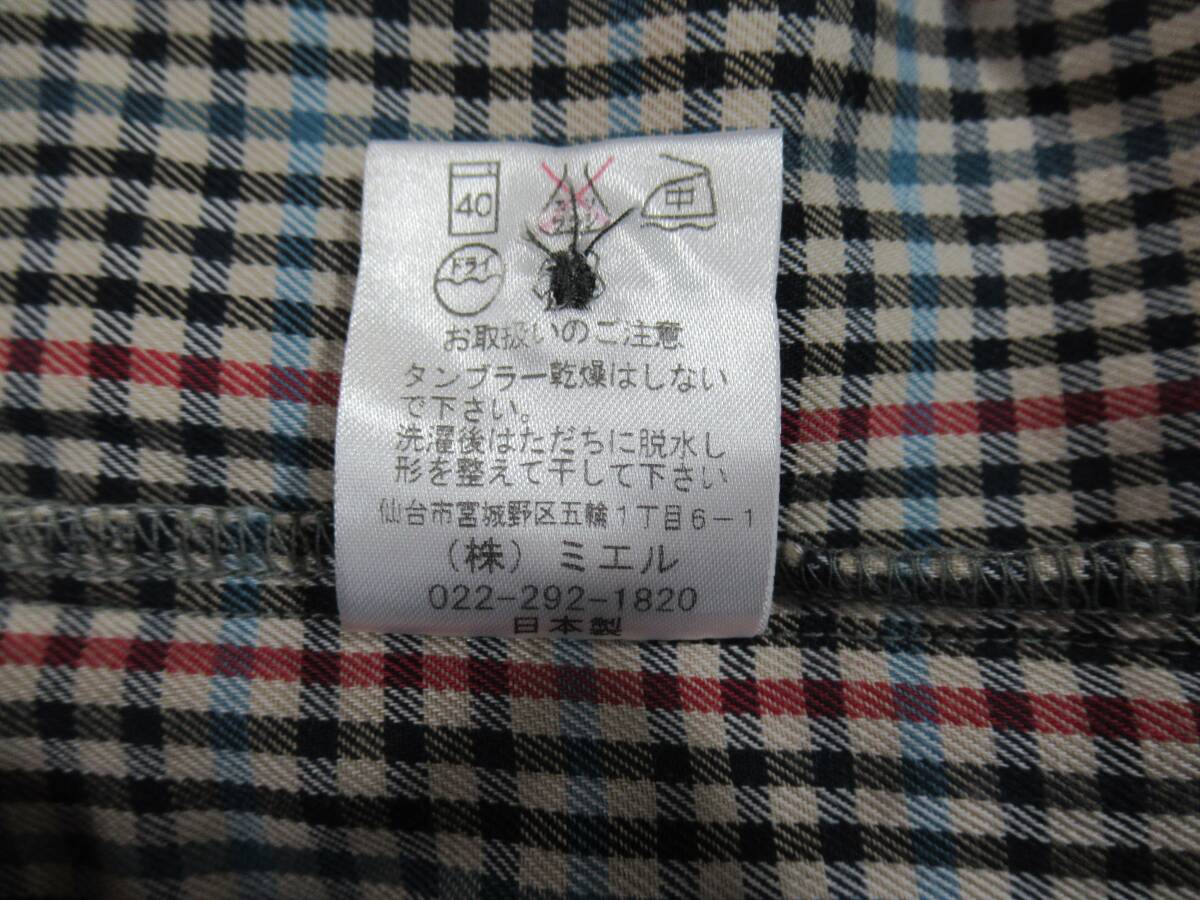 40
中
ドライ
お取扱いのご注意
タンブラー乾燥はしない
で下さい。
洗濯後はただちに脱水し
形を整えて干して下さい
仙台市宮城野区五輪1丁目6-1
(株)ミエル
022-292-1820
日本製